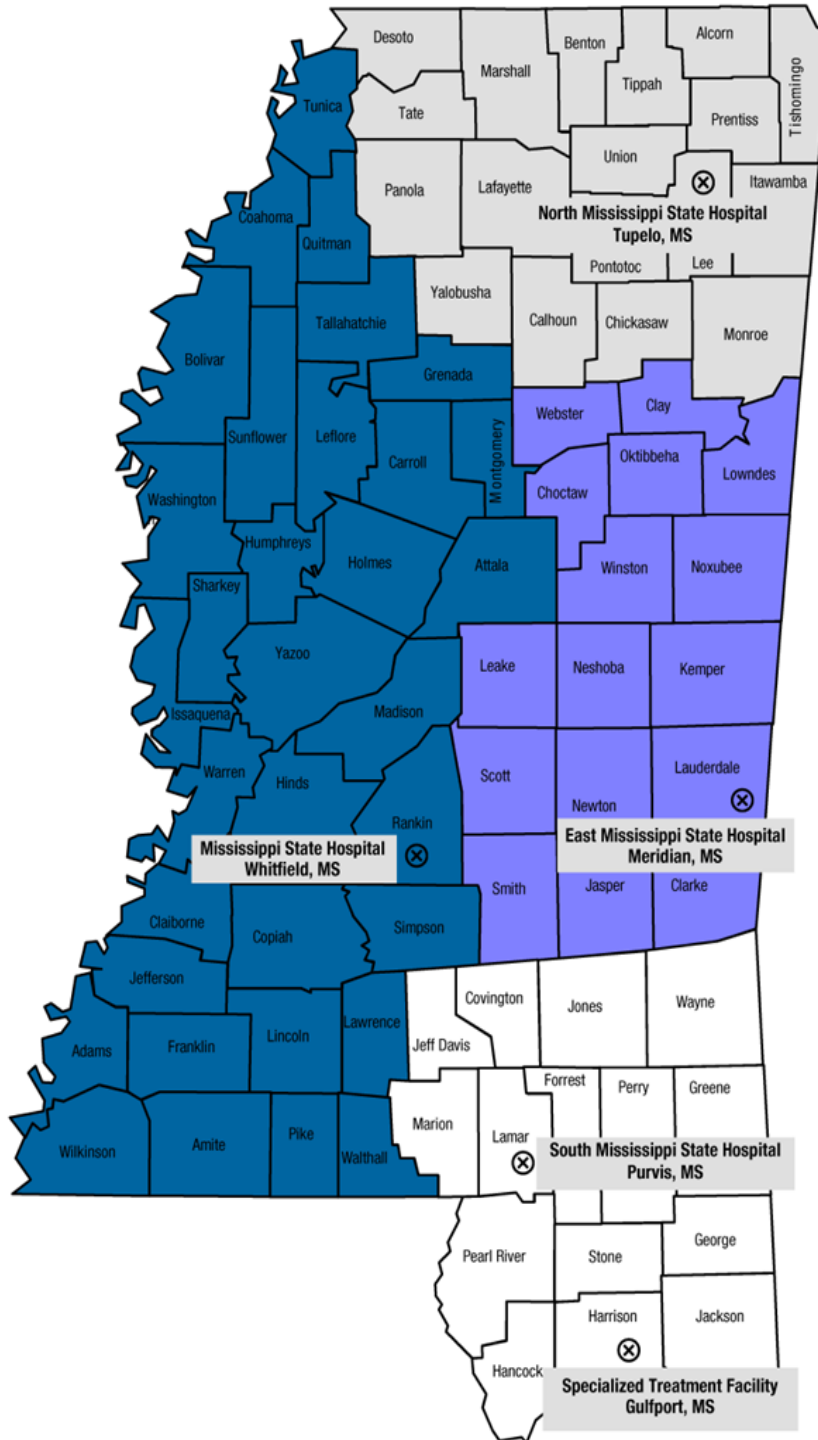 Desoto
Marshall
Benton
Alcorn
Tippah
Tishomingo
Tunica
Tate
Prentiss
Union
Panola
Lafayette
Itawamba
Coahoma
North Mississippi State Hospital
Tupelo, MS
Quitman
Pontotoc
Lee
Yalobusha
Tallahatchie
Calhoun
Chickasaw
Monroe
Bolivar
Grenada
Webster
Clay
Sunflower
Leflore
Carroll
Montgomery
Oktibbeha
Lowndes
Washington
Choctaw
Humphreys
Holmes
Attala
Winston
Noxubee
Sharkey
Yazoo
Leake
Neshoba
Kemper
Issaquena
Madison
Warren
Hinds
Scott
Lauderdale
Newton
Rankin
Mississippi State Hospital
Whitfield, MS
East Mississippi State Hospital
Meridian, MS
Smith
Jasper
Clarke
Claiborne
Copiah
Simpson
Jefferson
Covington
Jones
Wayne
Adams
Franklin
Lincoln
Lawrence
Jeff Davis
Forrest
Perry
Greene
Marion
Lamar
Wilkinson
Amite
Pike
Walthall
South Mississippi State Hospital
Purvis, MS
Pearl River
Stone
George
Harrison
Jackson
Hancock
Specialized Treatment Facility
Gulfport, MS